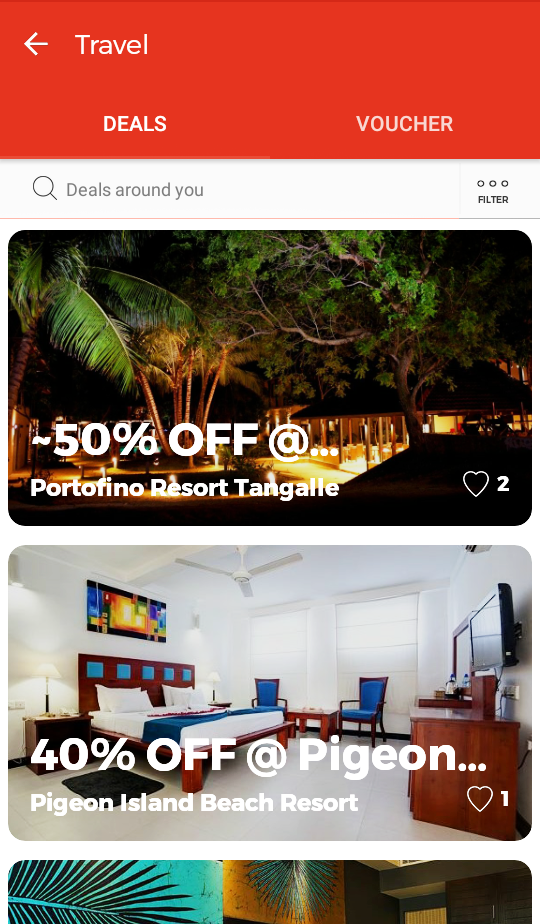 Travel
DEALS
VOUCHER
Deals around you
FILTER
~50% OFF @...
Portofino Resort Tangalle
2
40% OFF @ Pigeon...
Pigeon Island Beach Resort
1